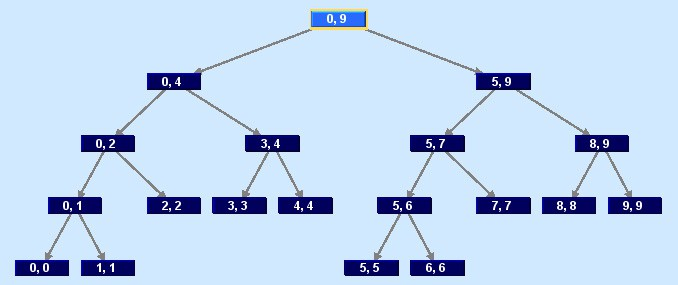 0, 9
0, 4 5, 9
0, 2 3, 4 5, 7 8, 9
0, 1 2, 2 3, 3 4, 4 5, 6 7, 7 8, 8 9, 9
0, 0 1, 1 5, 5 6, 6